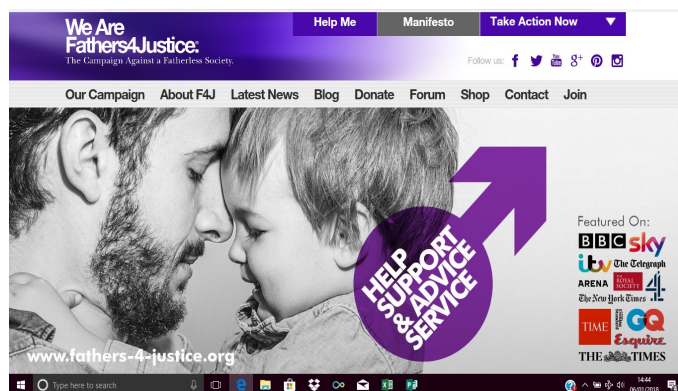 We Are
Fathers4Justice:
The Campaign Against a Fatherless Society.
Help Me
Manifesto
Take Action Now
Follow us:
Our Campaign
About F4J
Latest News
Blog
Donate
Forum
Shop
Contact
Join
HELP
SUPPORT
& ADVICE
SERVICE
Featured On:
BBC sky
itv The Telegraph
ARENA THE ROYAL SOCIETY 4
The New York Times
TIME GQ
Esquire
THE TIMES
www.fathers-4-justice.org
Type here to search
14:44
06/01/2018